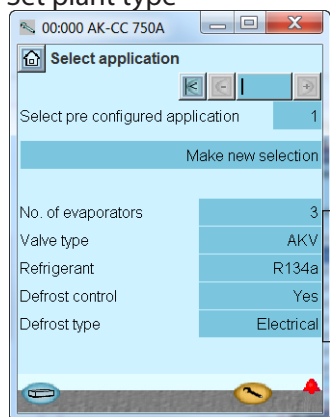 Set plant type
00:000 AK-CC 750A
Select application
Select pre configured application 1
Make new selection
No. of evaporators 3
Valve type AKV
Refrigerant R134a
Defrost control Yes
Defrost type Electrical